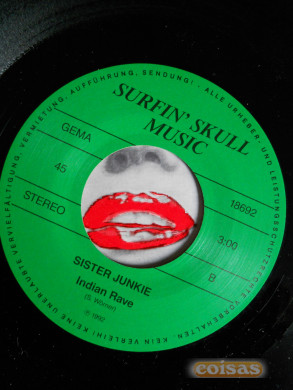 SURFIN' SKULL
MUSIC
GEMA
45
STEREO
18692
3:00
B
SISTER JUNKIE
Indian Rave
℗ 1992
ALLE URHEBER- UND LEISTUNGSSCHUTZRECHTE VORBEHALTEN. KEIN VERLEIH! KEINE UNERLAUBTE VERVIELFÄLTIGUNG, VERMIETUNG, AUFFÜHRUNG, SENDUNG!
coisas